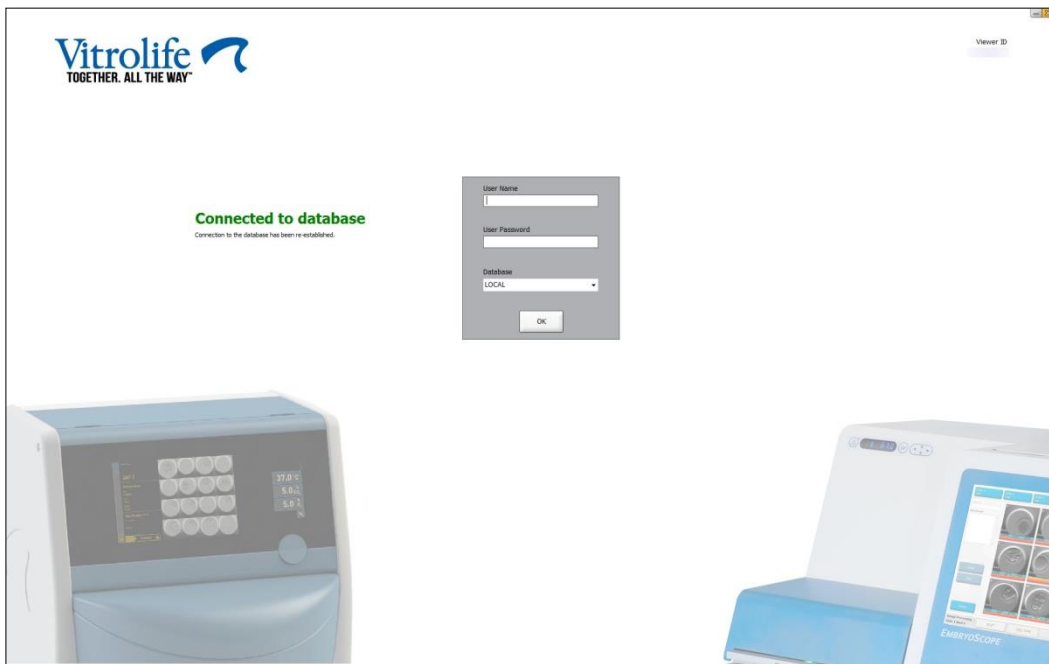 Vitrolife
TOGETHER. ALL THE WAY™
Viewer ID
Connected to database
Connection to the database has been re-established.
User Name
User Password
Database
LOCAL
OK
37.0 °C
5.0
5.0
EMBRYOSCOPE